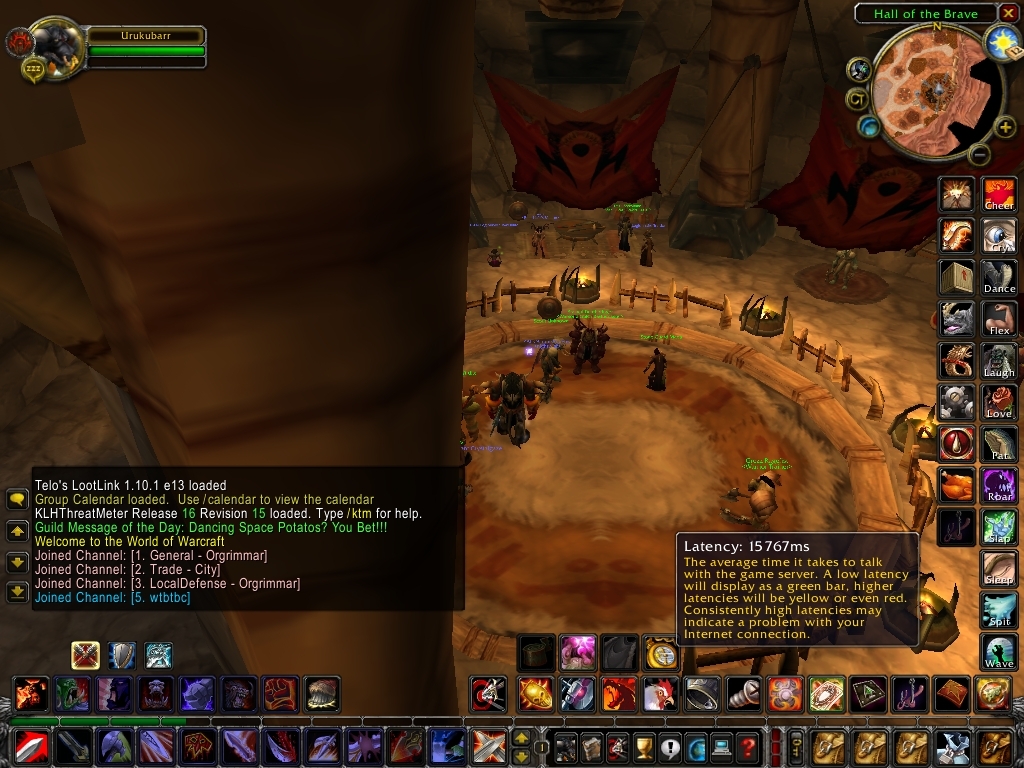 Hall of the Brave
Urukubarr
zzz
N
CT
Cheer
Cry
Dance
Flex
Laugh
Love
Pat
Roar
Slap
Sleep
Spit
Wave
<Warrior Trainer>
Telo's LootLink 1.10.1 e13 loaded
Group Calendar loaded.  Use /calendar to view the calendar
KLHThreatMeter Release 16 Revision 15 loaded. Type /ktm for help.
Guild Message of the Day: Dancing Space Potatos? You Bet!!!
Welcome to the World of Warcraft
Joined Channel: [1. General - Orgrimmar]
Joined Channel: [2. Trade - City]
Joined Channel: [3. LocalDefense - Orgrimmar]
Joined Channel: [5. wtbtbc]
Latency: 15767ms
The average time it takes to talk
with the game server. A low latency
will display as a green bar, higher
latencies will be yellow or even red.
Consistently high latencies may
indicate a problem with your
Internet connection.
1